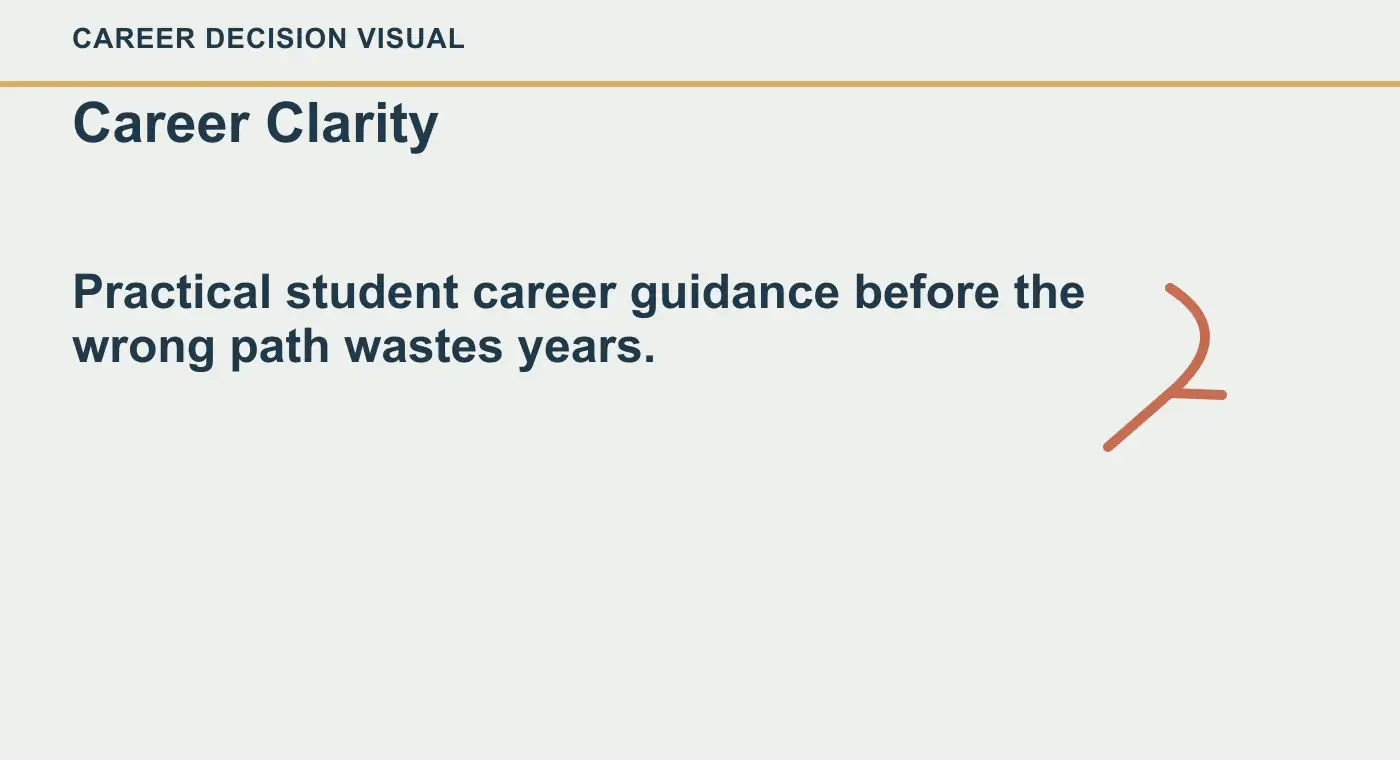 CAREER DECISION VISUAL
Career Clarity
Practical student career guidance before the
wrong path wastes years.